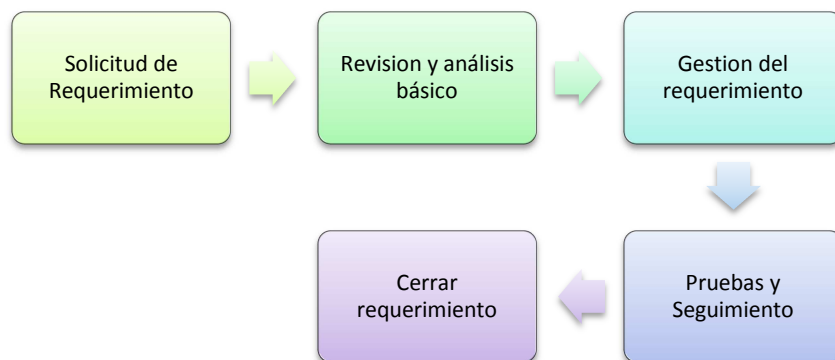 Solicitud de
Requerimiento
Revision y análisis
básico
Gestion del
requerimiento
Pruebas y
Seguimiento
Cerrar
requerimiento